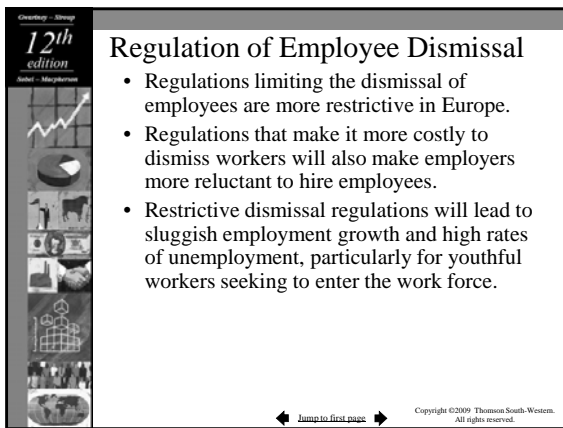 Gwartney – Stroup
12th
edition
Sobel – Macpherson
Regulation of Employee Dismissal
• Regulations limiting the dismissal of
employees are more restrictive in Europe.
• Regulations that make it more costly to
dismiss workers will also make employers
more reluctant to hire employees.
• Restrictive dismissal regulations will lead to
sluggish employment growth and high rates
of unemployment, particularly for youthful
workers seeking to enter the work force.
Jump to first page
Copyright ©2009 Thomson South-Western.
All rights reserved.